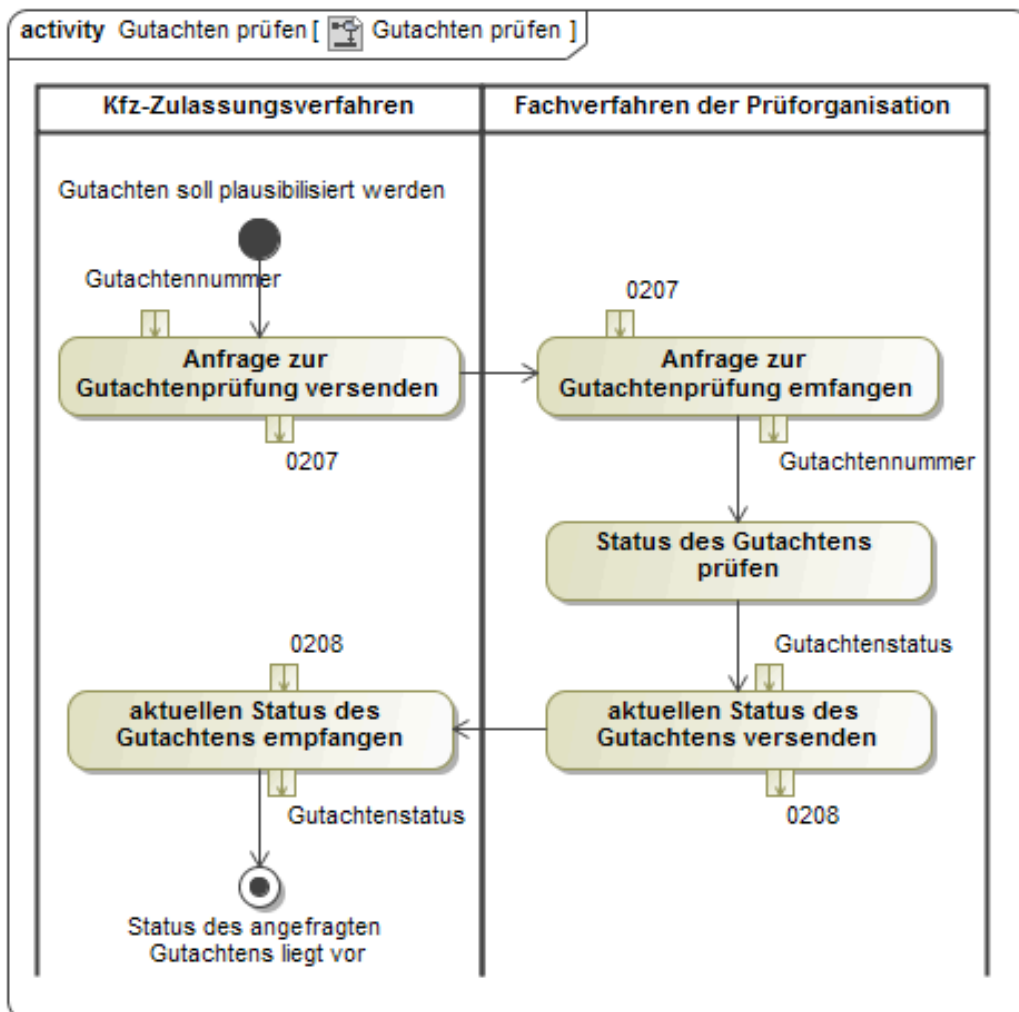 activity Gutachten prüfen [ Gutachten prüfen ]
Kfz-Zulassungsverfahren
Fachverfahren der Prüforganisation
Gutachten soll plausibilisiert werden
Gutachtennummer
0207
Anfrage zur
Gutachtenprüfung versenden
Anfrage zur
Gutachtenprüfung emfangen
0207
Gutachtennummer
Status des Gutachtens
prüfen
0208
Gutachtenstatus
aktuellen Status des
Gutachtens empfangen
aktuellen Status des
Gutachtens versenden
Gutachtenstatus
0208
Status des angefragten
Gutachtens liegt vor